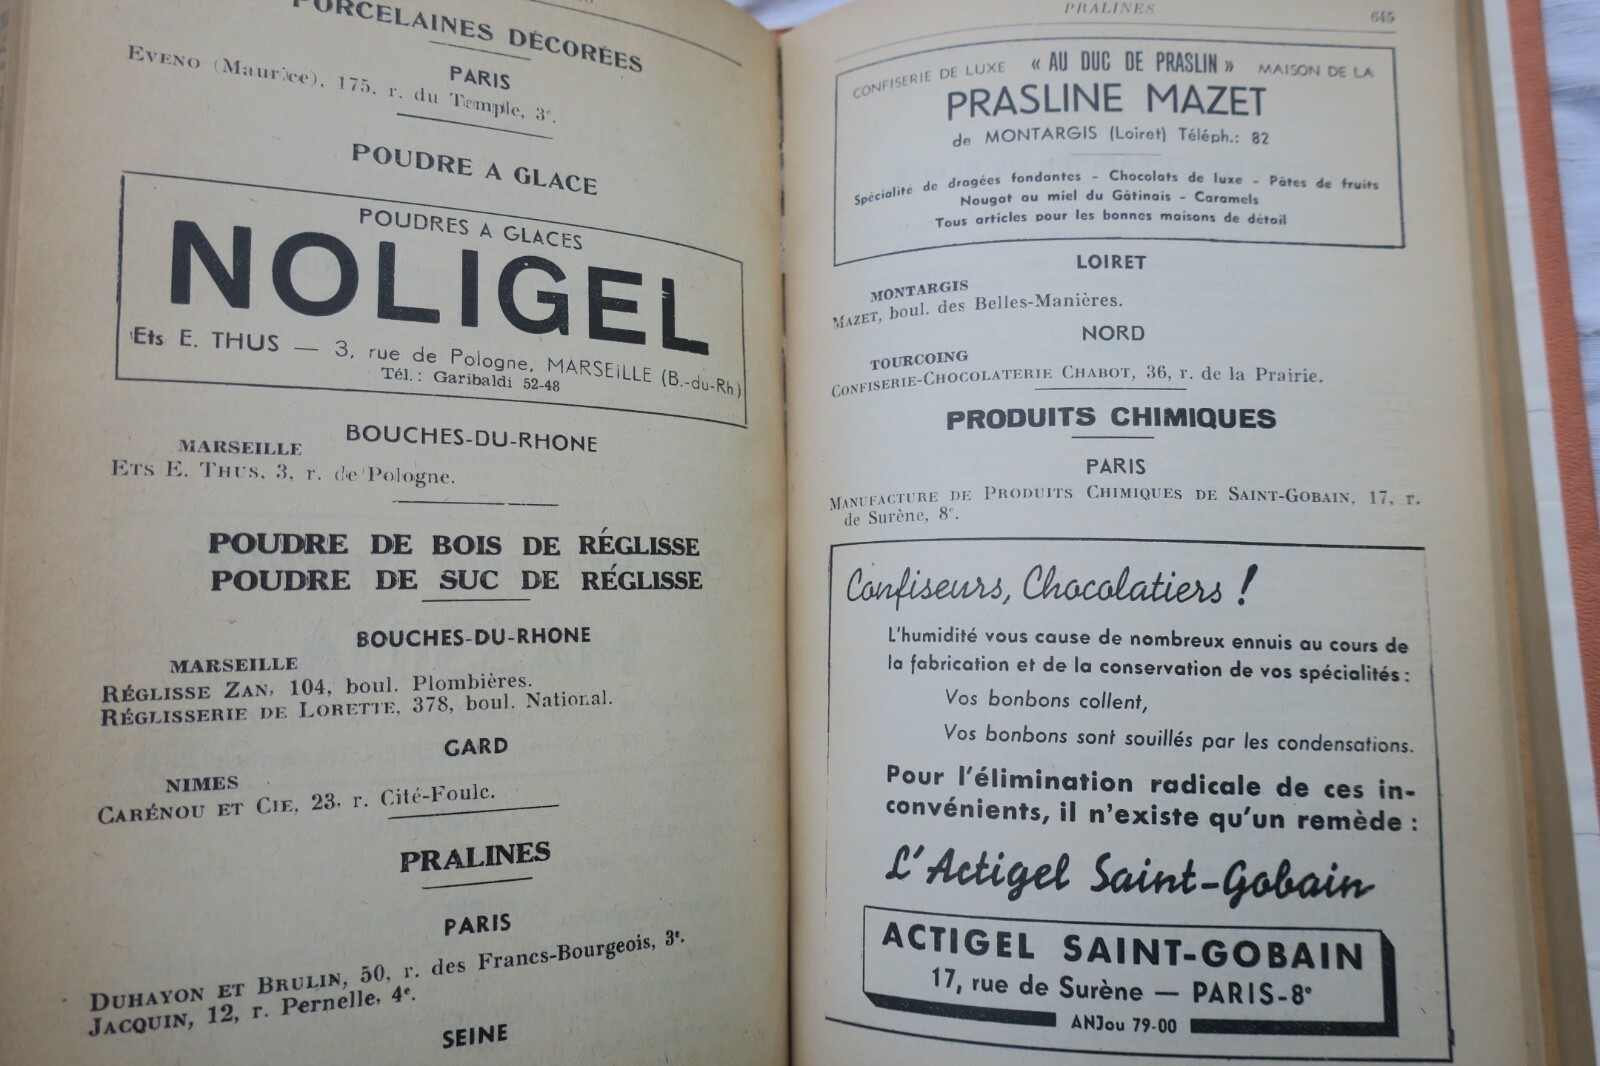 PORCELAINES DÉCORÉES
PARIS
EVENO (Maurice), 175, r. du Temple, 3e.
POUDRE A GLACE
POUDRES A GLACES
NOLIGEL
Ets E. THUS — 3, rue de Pologne, MARSEILLE (B.-du-Rh)
Tél.: Garibaldi 52-48
BOUCHES-DU-RHONE
MARSEILLE
ETS E. THUS, 3, r. de Pologne.
POUDRE DE BOIS DE RÉGLISSE
POUDRE DE SUC DE RÉGLISSE
BOUCHES-DU-RHONE
MARSEILLE
RÉGLISSE ZAN, 104, boul. Plombières.
RÉGLISSERIE DE LORETTE, 378, boul. National.
GARD
NIMES
CARÉNOU ET CIE, 23, r. Cité-Foulc.
PRALINES
PARIS
DUHAYON ET BRULIN, 50, r. des Francs-Bourgeois, 3e.
JACQUIN, 12, r. Pernelle, 4e.
SEINE
PRALINES
645
CONFISERIE DE LUXE « AU DUC DE PRASLIN » MAISON DE LA
PRASLINE MAZET
de MONTARGIS (Loiret) Téléph.: 82
Spécialité de dragées fondantes - Chocolats de luxe - Pâtes de fruits
Nougat au miel du Gâtinais - Caramels
Tous articles pour les bonnes maisons de détail
LOIRET
MONTARGIS
MAZET, boul. des Belles-Manières.
NORD
TOURCOING
CONFISERIE-CHOCOLATERIE CHABOT, 36, r. de la Prairie.
PRODUITS CHIMIQUES
PARIS
MANUFACTURE DE PRODUITS CHIMIQUES DE SAINT-GOBAIN, 17, r.
de Surène, 8e.
Confiseurs, Chocolatiers !
L'humidité vous cause de nombreux ennuis au cours de
la fabrication et de la conservation de vos spécialités :
Vos bonbons collent,
Vos bonbons sont souillés par les condensations.
Pour l'élimination radicale de ces in-
convénients, il n'existe qu'un remède :
L'Actigel Saint-Gobain
ACTIGEL SAINT-GOBAIN
17, rue de Surène — PARIS-8e
ANJou 79-00